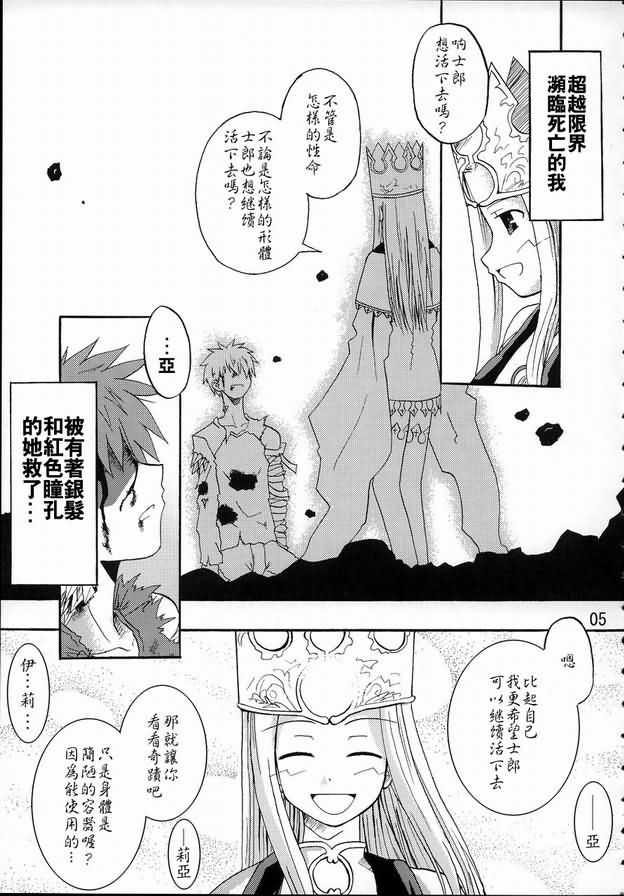 超越限界
瀕臨死亡的我
吶士郎
想活
下去嗎？
不管是
怎樣的性命
不論是怎樣的形體
士郎也想继續
活下去嗎？
…亞
被有著銀髮
和紅色瞳孔
的她救了…
05
嗯
比起自己
我更希望士郎
可以继續活下去
──亞
那就讓你
看看奇蹟吧
只是身體是
簡陋的容器喔？
因為能
使用的…
──莉亞
伊…莉…